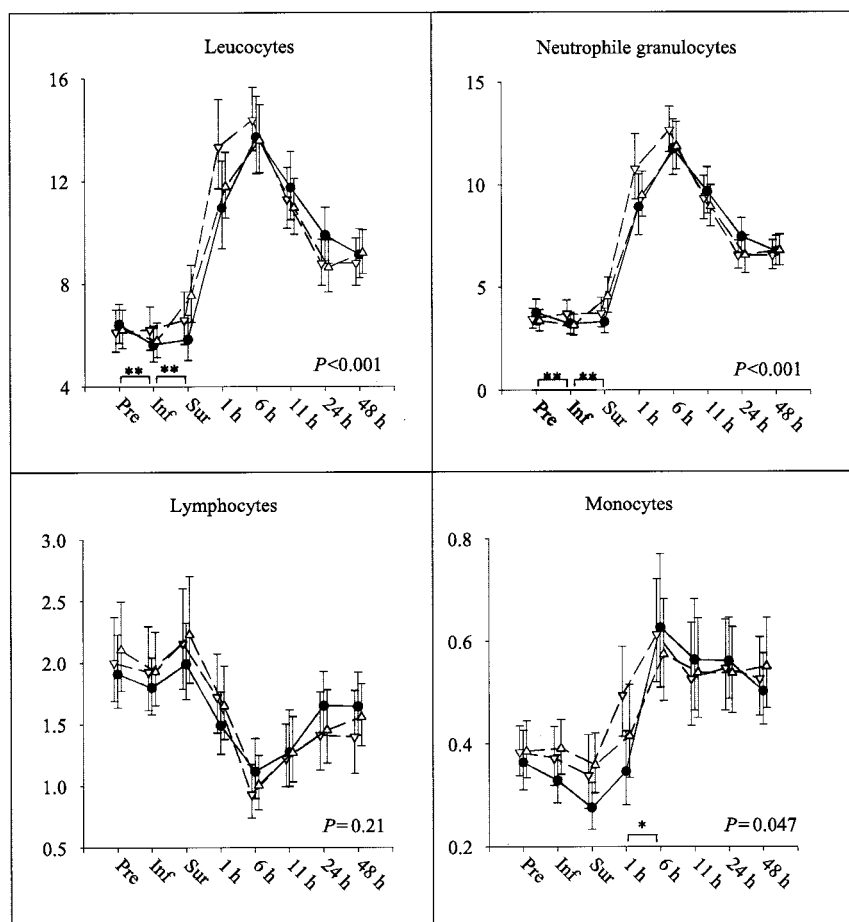 Leucocytes
16
12
8
4
** **
P<0.001
Pre Inf Sur 1 h 6 h 11 h 24 h 48 h
Neutrophile granulocytes
15
10
5
0
** **
P<0.001
Pre Inf Sur 1 h 6 h 11 h 24 h 48 h
Lymphocytes
3.0
2.5
2.0
1.5
1.0
0.5
P=0.21
Pre Inf Sur 1 h 6 h 11 h 24 h 48 h
Monocytes
0.8
0.6
0.4
0.2
*
P=0.047
Pre Inf Sur 1 h 6 h 11 h 24 h 48 h